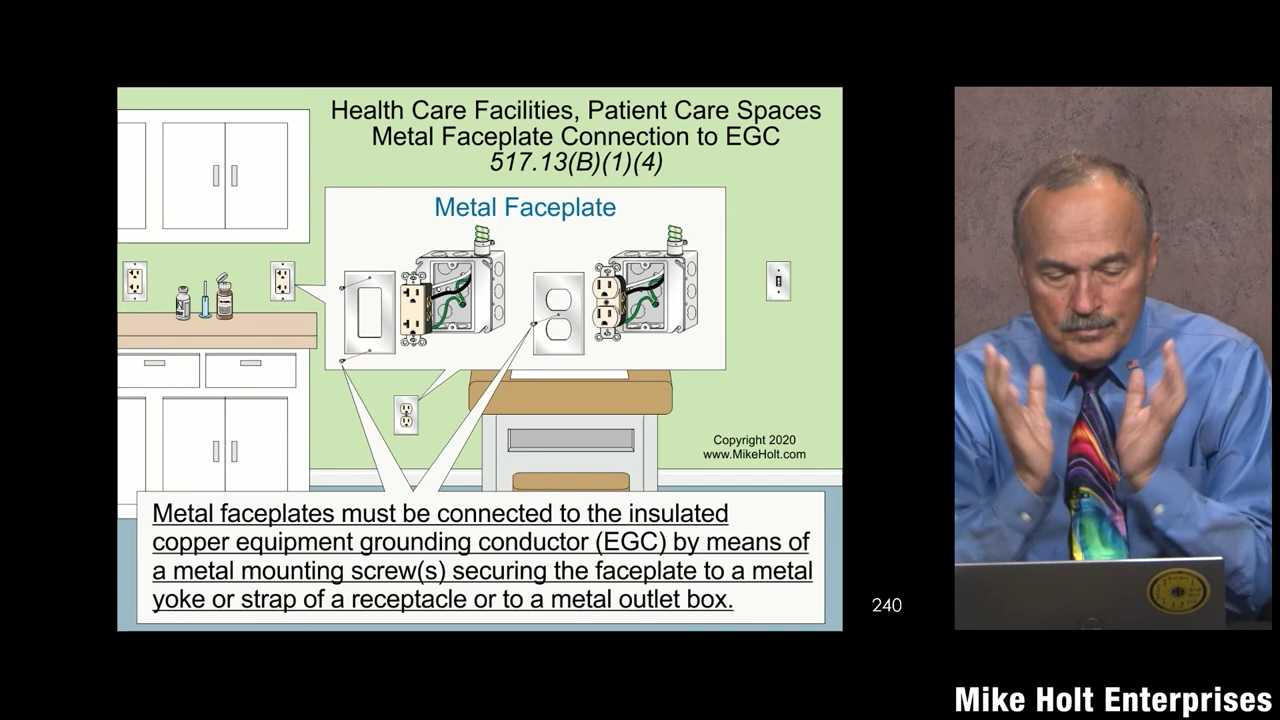 Health Care Facilities, Patient Care Spaces
Metal Faceplate Connection to EGC
517.13(B)(1)(4)
Metal Faceplate
Copyright 2020
www.MikeHolt.com
Metal faceplates must be connected to the insulated
copper equipment grounding conductor (EGC) by means of
a metal mounting screw(s) securing the faceplate to a metal
yoke or strap of a receptacle or to a metal outlet box.
240
Mike Holt Enterprises